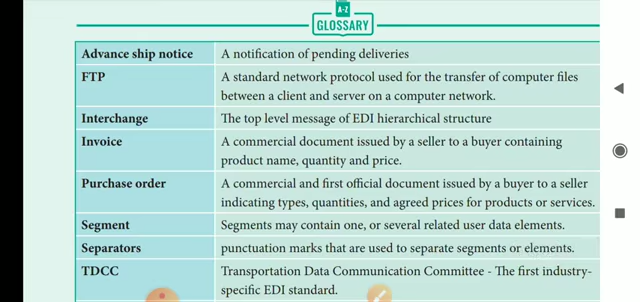 A-Z
GLOSSARY
Advance ship notice A notification of pending deliveries
FTP A standard network protocol used for the transfer of computer files
between a client and server on a computer network.
Interchange The top level message of EDI hierarchical structure
Invoice A commercial document issued by a seller to a buyer containing
product name, quantity and price.
Purchase order A commercial and first official document issued by a buyer to a seller
indicating types, quantities, and agreed prices for products or services.
Segment Segments may contain one, or several related user data elements.
Separators punctuation marks that are used to separate segments or elements.
TDCC Transportation Data Communication Committee - The first industry-
specific EDI standard.